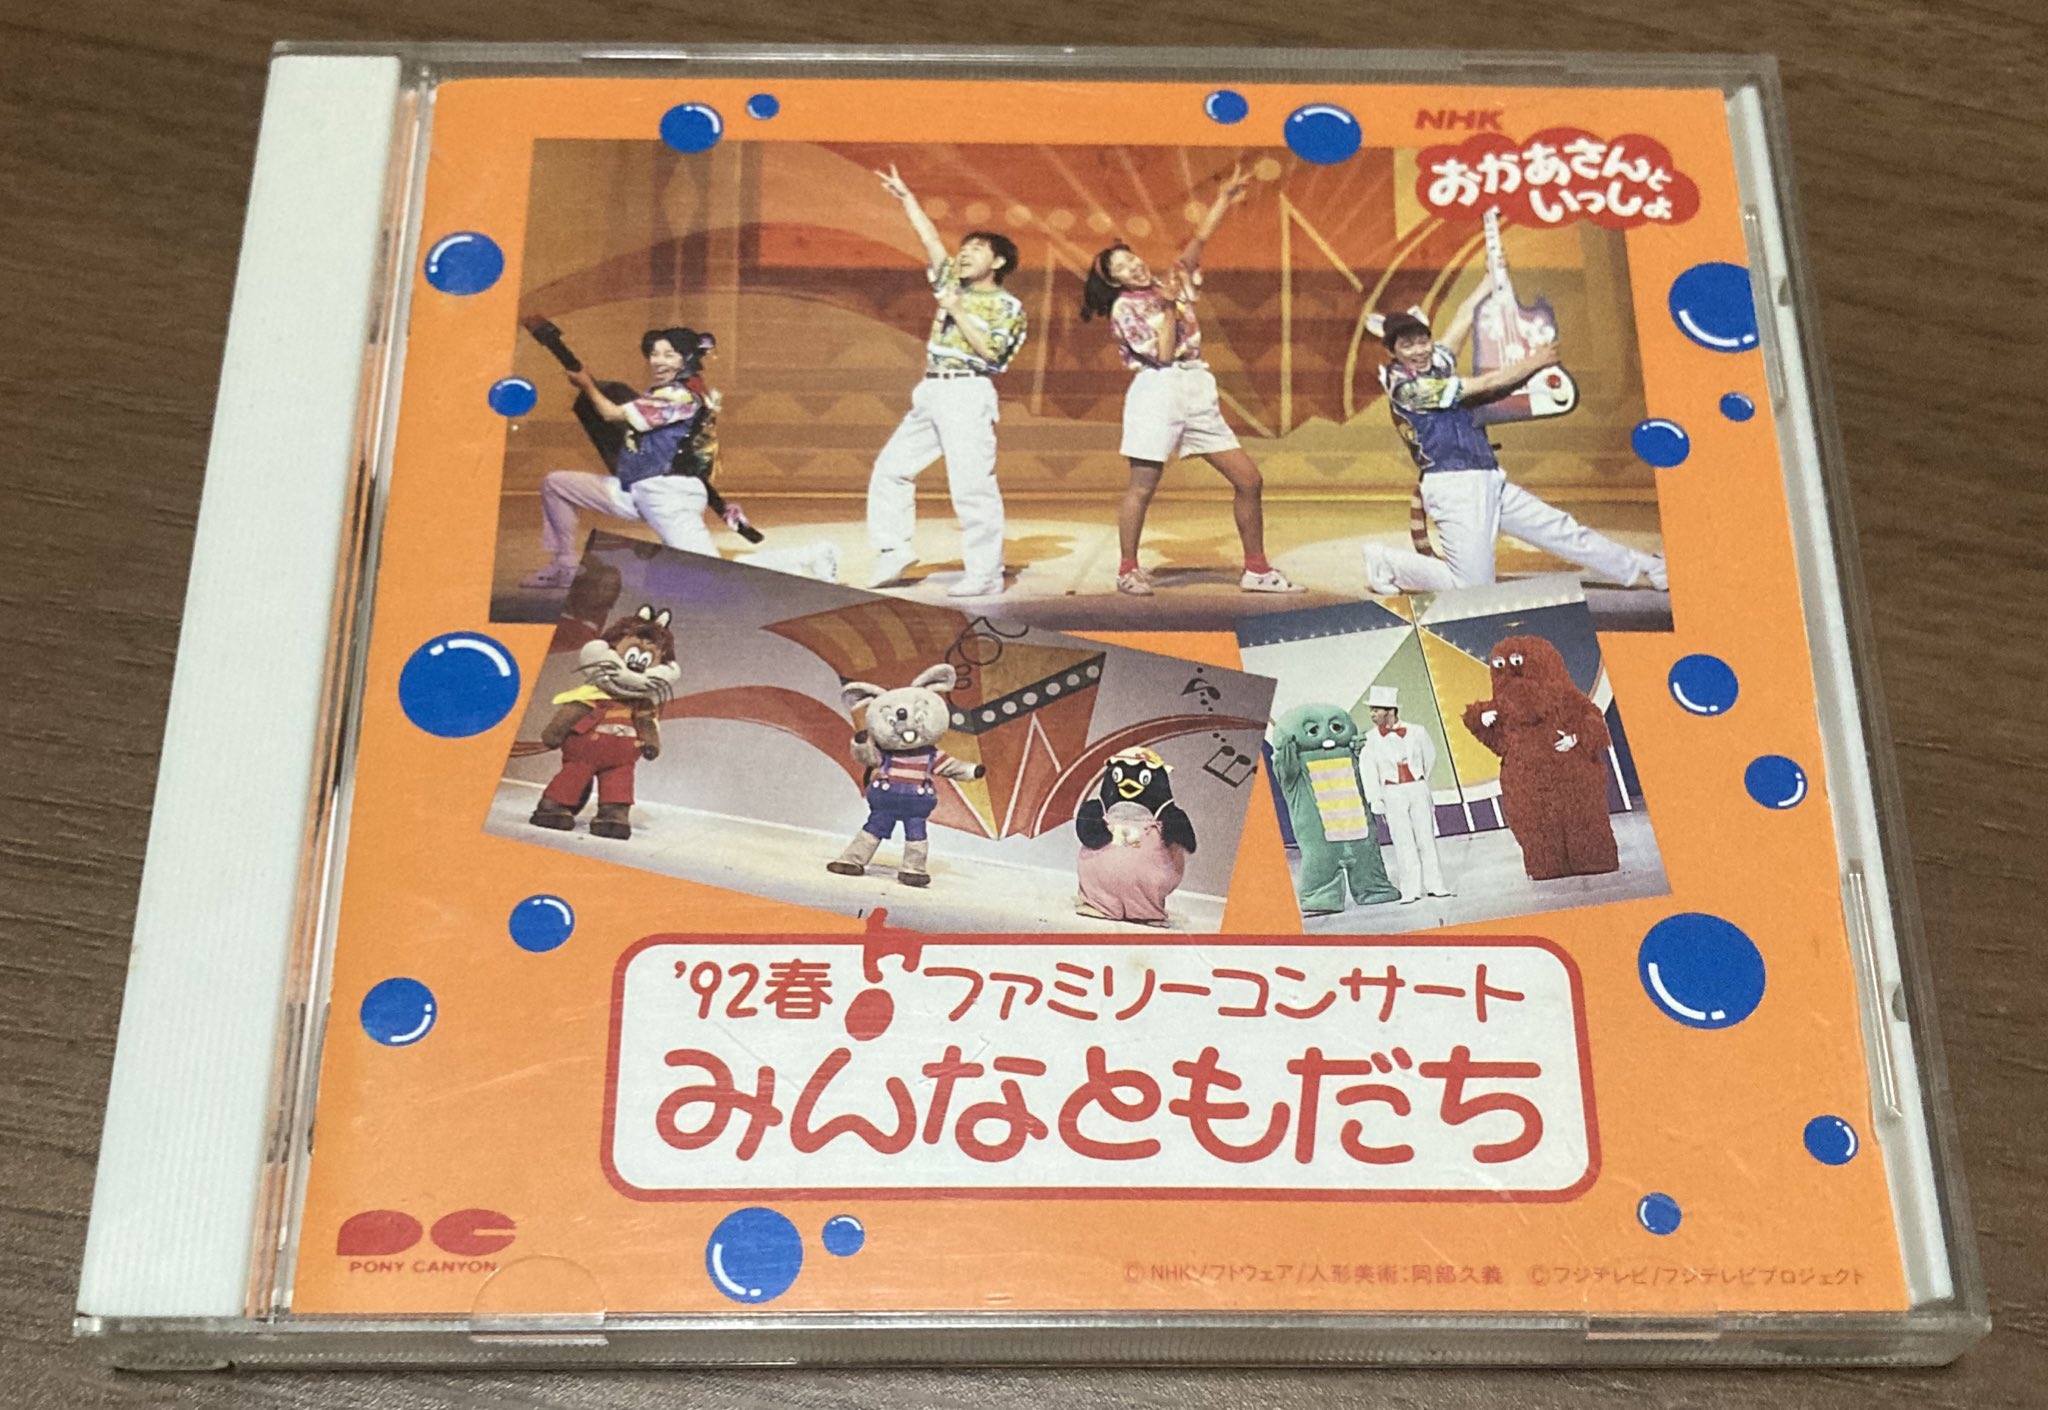 NHK
おかあさんと
いっしょ
'92春 ファミリーコンサート
みんなともだち
PONY CANYON
©NHKソフトウェア/人形美術:岡部久義 ©フジテレビ/フジテレビプロジェクト